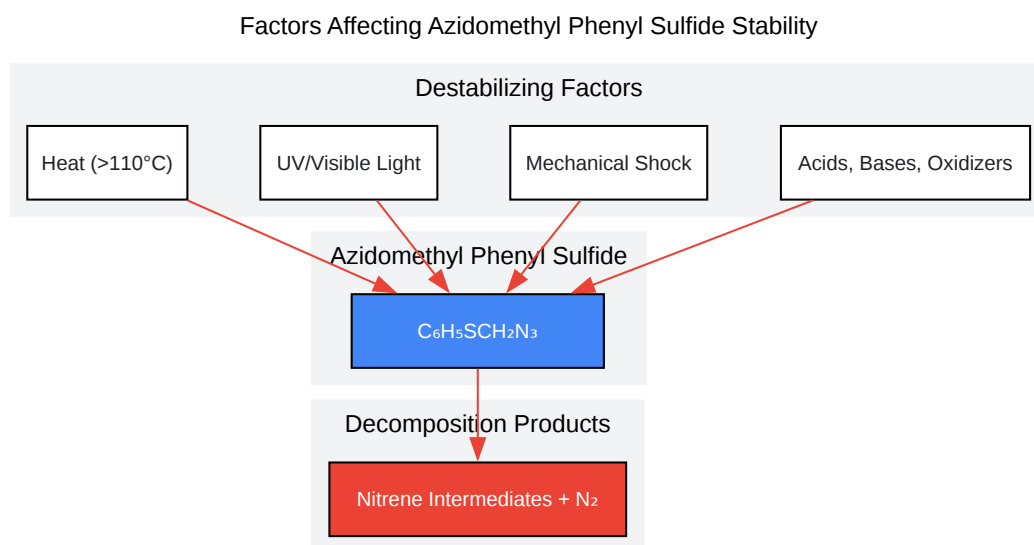 Factors Affecting Azidomethyl Phenyl Sulfide Stability
Destabilizing Factors
Heat (>110°C)
UV/Visible Light
Mechanical Shock
Acids, Bases, Oxidizers
Azidomethyl Phenyl Sulfide
C₆H₅SCH₂N₃
Decomposition Products
Nitrene Intermediates + N₂